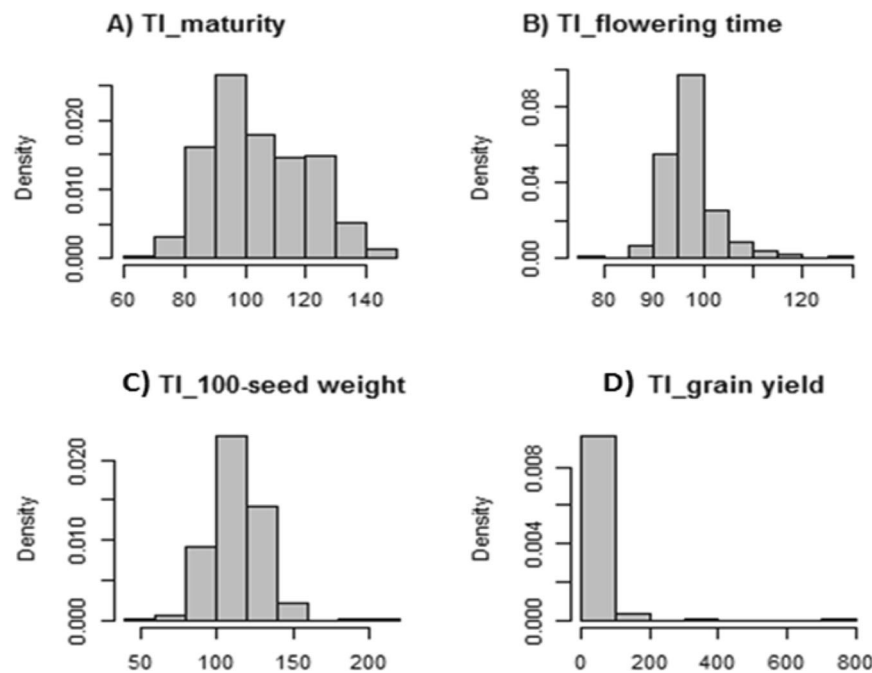 A) TI_maturity
Density
0.000 0.010 0.020
60 80 100 120 140
B) TI_flowering time
Density
0.00 0.04 0.08
80 90 100 120
C) TI_100-seed weight
Density
0.000 0.010 0.020
50 100 150 200
D) TI_grain yield
Density
0.000 0.004 0.008
0 200 400 600 800